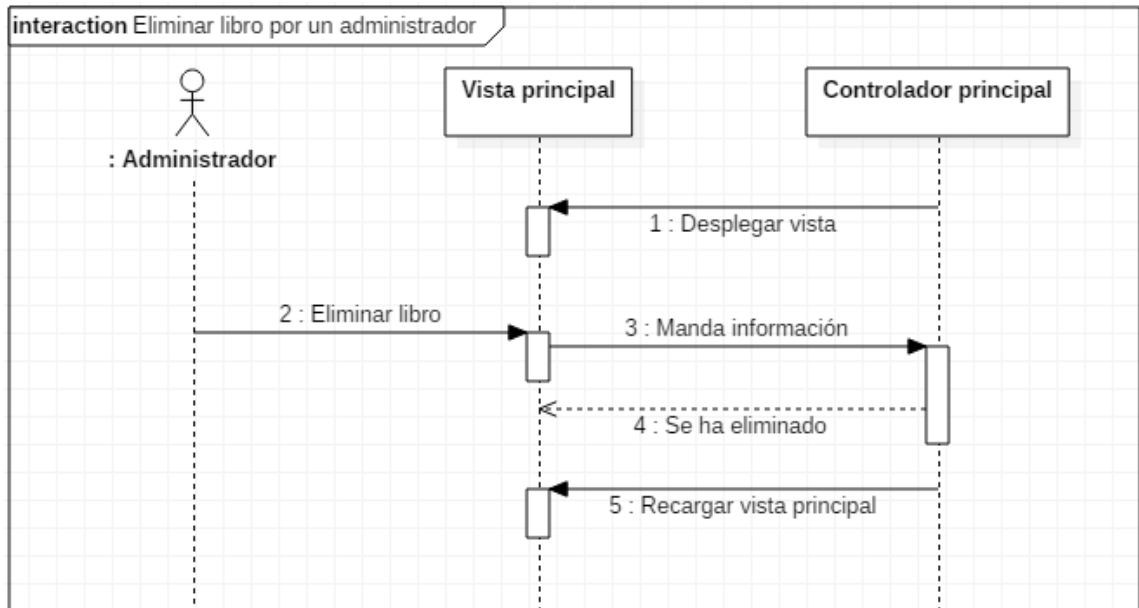 interaction Eliminar libro por un administrador
Vista principal
Controlador principal
: Administrador
1 : Desplegar vista
2 : Eliminar libro
3 : Manda información
4 : Se ha eliminado
5 : Recargar vista principal